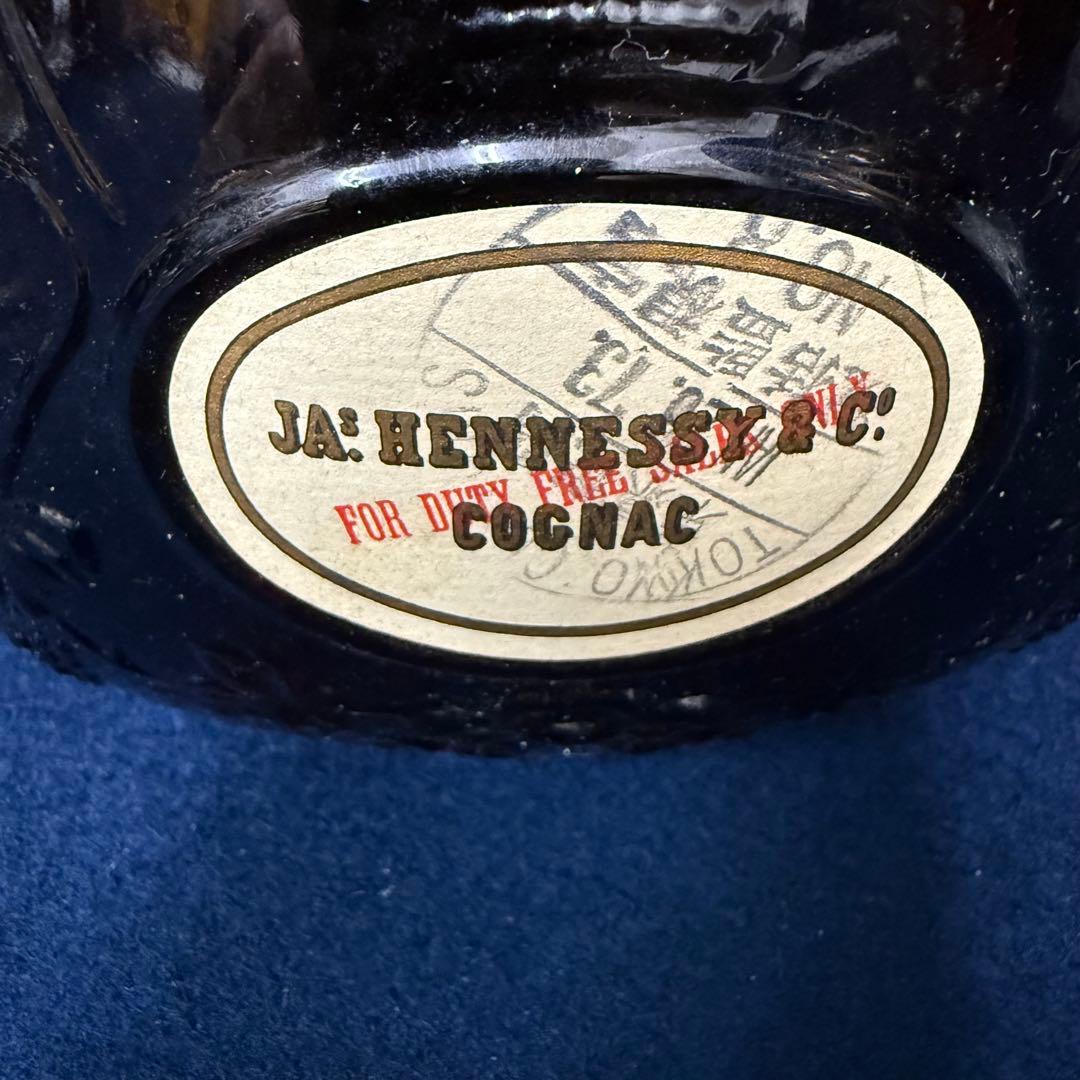 JAˢ. HENNESSY & Cº.
FOR DUTY FREE SALES ONLY
COGNAC
TOKYO